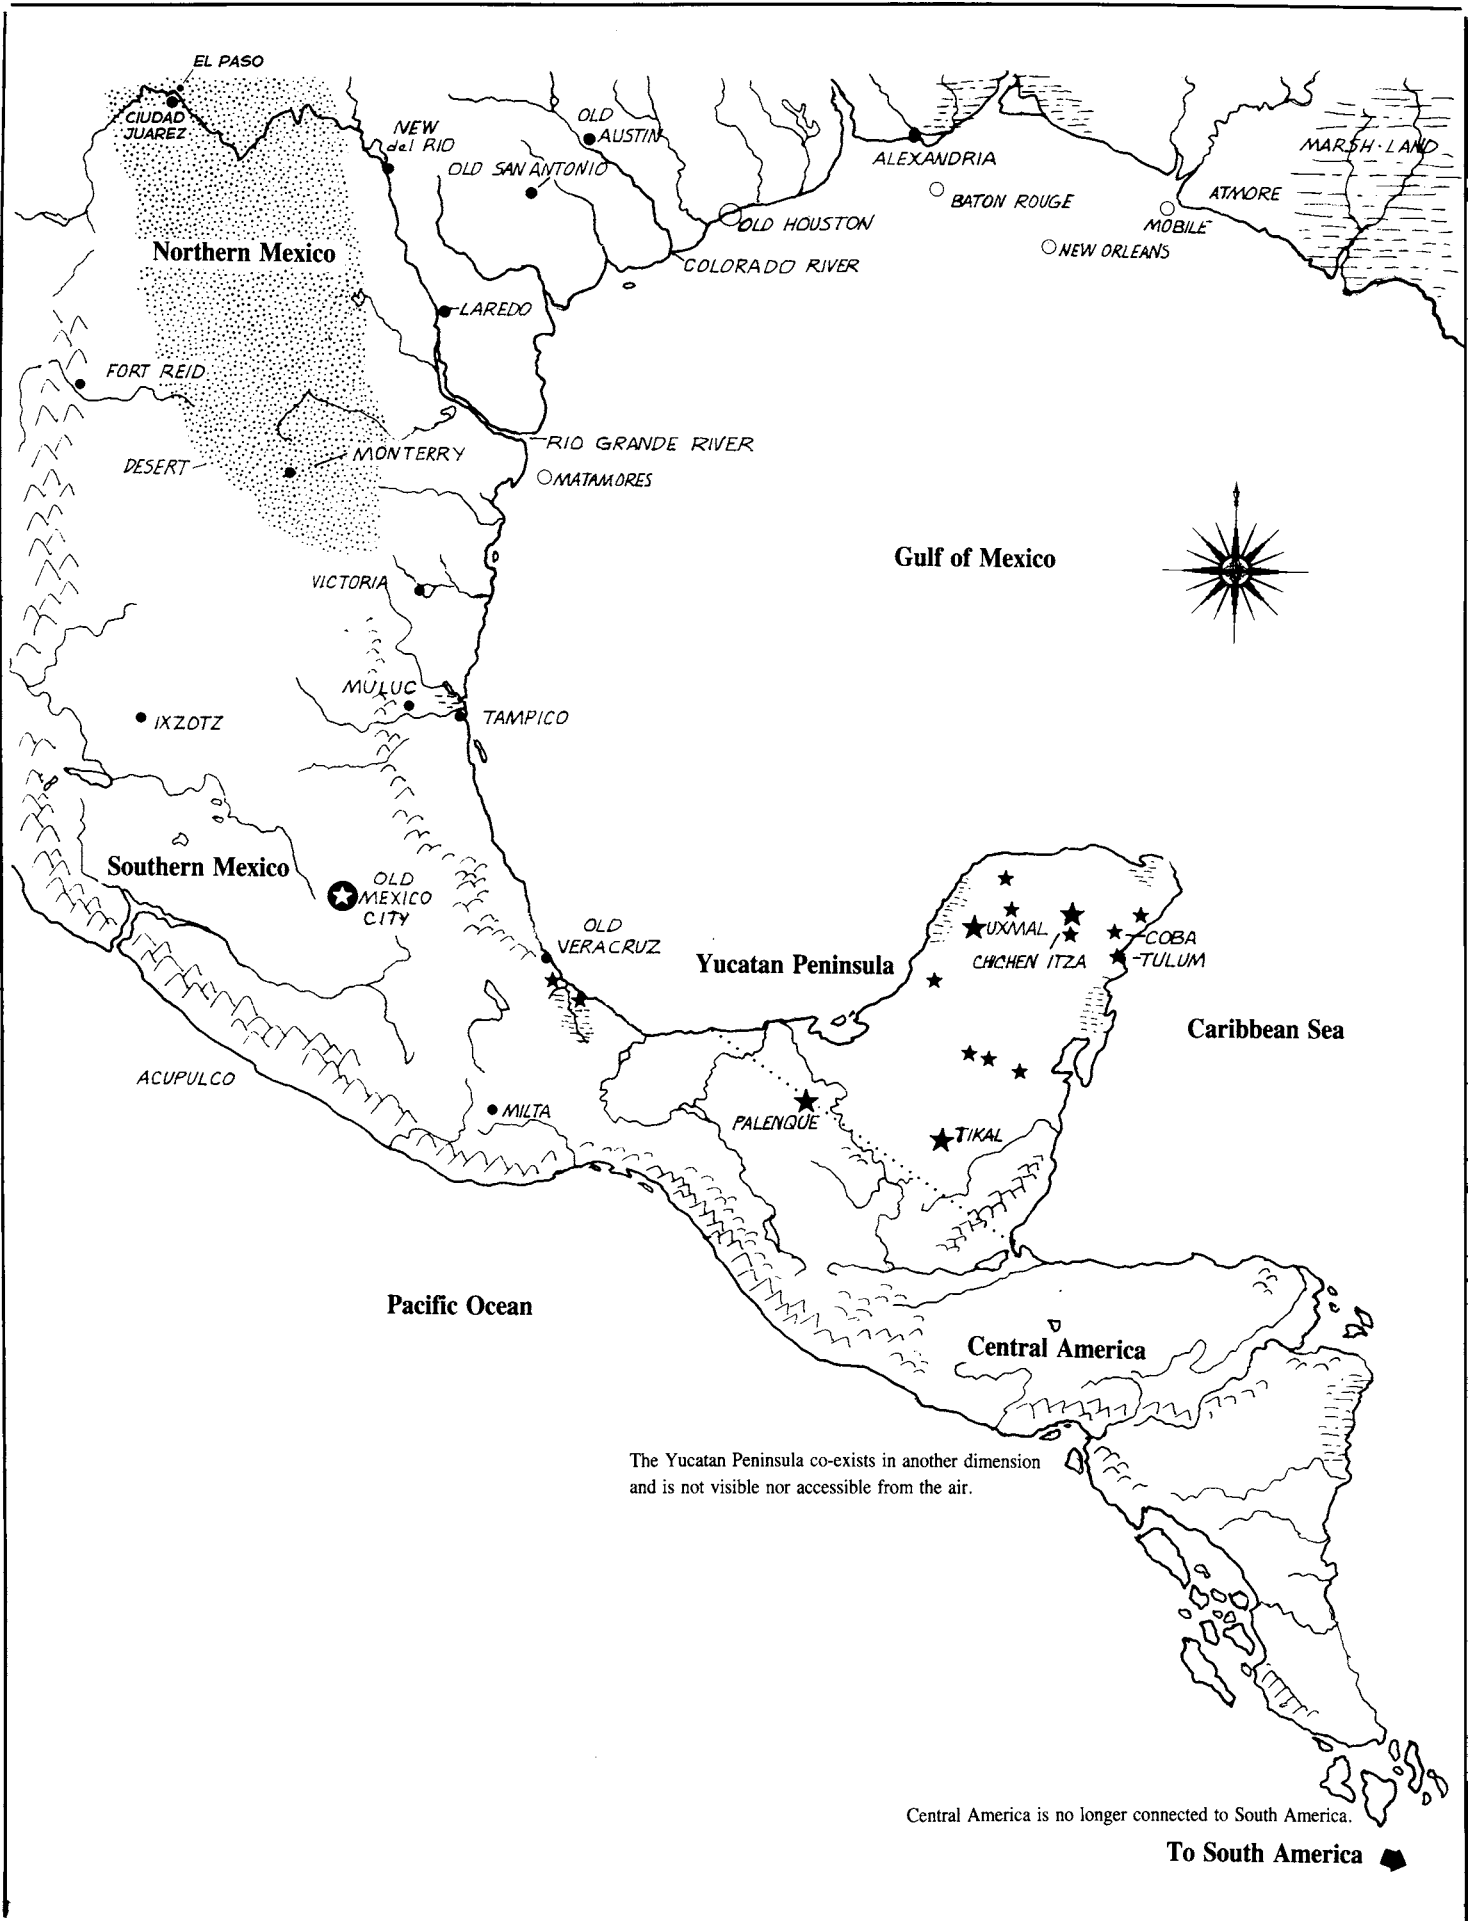 EL PASO
CIUDAD
JUAREZ
NEW
del RIO
OLD
AUSTIN
OLD SAN ANTONIO
ALEXANDRIA
MARSH·LAND
BATON ROUGE
ATMORE
MOBILE
OLD HOUSTON
NEW ORLEANS
Northern Mexico
COLORADO RIVER
LAREDO
FORT REID
RIO GRANDE RIVER
MONTERRY
DESERT
MATAMORES
Gulf of Mexico
VICTORIA
MULUC
TAMPICO
IXZOTZ
Southern Mexico
OLD
MEXICO
CITY
OLD
VERACRUZ
UXMAL
COBA
CHICHEN ITZA
TULUM
Yucatan Peninsula
Caribbean Sea
ACUPULCO
MILTA
PALENQUE
TIKAL
Pacific Ocean
Central America
The Yucatan Peninsula co-exists in another dimension
and is not visible nor accessible from the air.
Central America is no longer connected to South America.
To South America